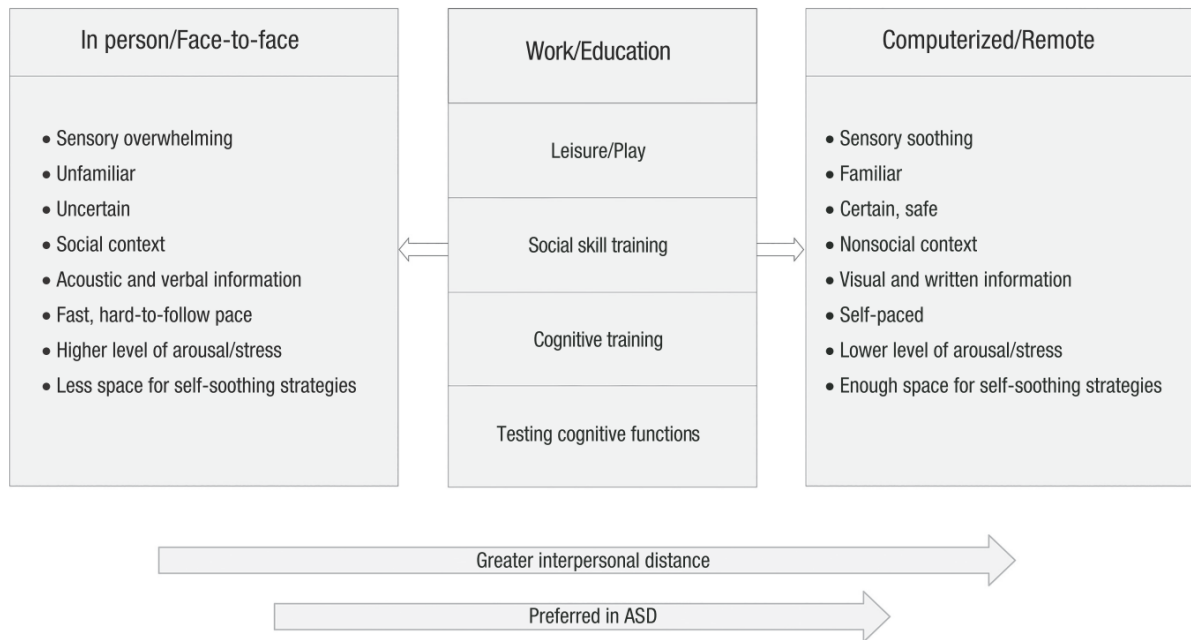 In person/Face-to-face
• Sensory overwhelming
• Unfamiliar
• Uncertain
• Social context
• Acoustic and verbal information
• Fast, hard-to-follow pace
• Higher level of arousal/stress
• Less space for self-soothing strategies
Work/Education
Leisure/Play
Social skill training
Cognitive training
Testing cognitive functions
Computerized/Remote
• Sensory soothing
• Familiar
• Certain, safe
• Nonsocial context
• Visual and written information
• Self-paced
• Lower level of arousal/stress
• Enough space for self-soothing strategies
Greater interpersonal distance
Preferred in ASD